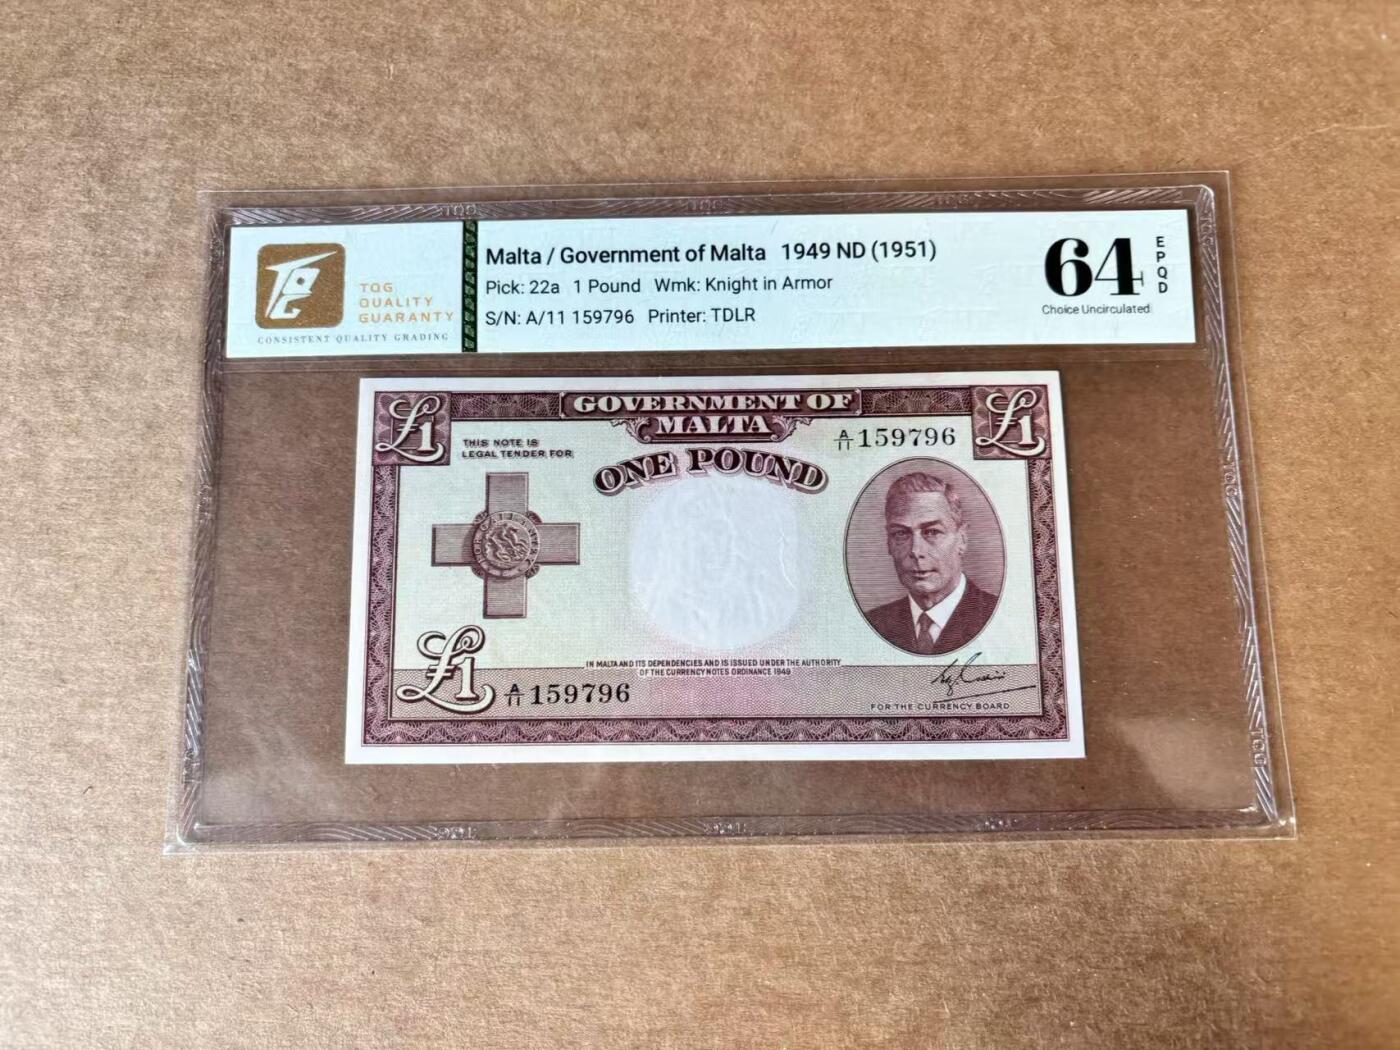 TQG
QUALITY
GUARANTY
CONSISTENT QUALITY GRADING
Malta / Government of Malta 1949 ND (1951)
Pick: 22a 1 Pound Wmk: Knight in Armor
S/N: A/11 159796 Printer: TDLR
64
EPQD
Choice Uncirculated
£1
GOVERNMENT OF
MALTA
£1
THIS NOTE IS
LEGAL TENDER FOR
A/11 159796
ONE POUND
IN MALTA AND ITS DEPENDENCIES AND IS ISSUED UNDER THE AUTHORITY
OF THE CURRENCY NOTES ORDINANCE 1949
£1
A/11 159796
FOR THE CURRENCY BOARD